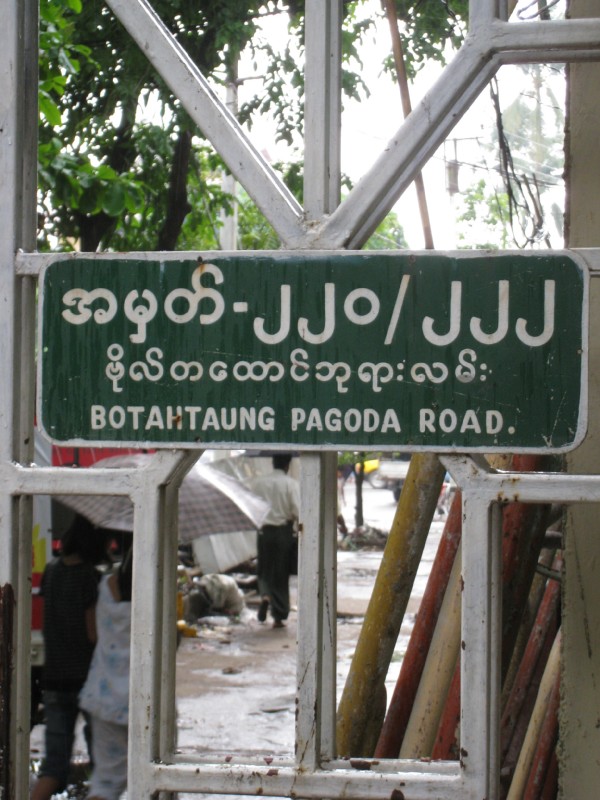 အမှတ်-၂၂၀/၂၂၂
ဗိုလ်တထောင်ဘုရားလမ်း
BOTAHTAUNG PAGODA ROAD.